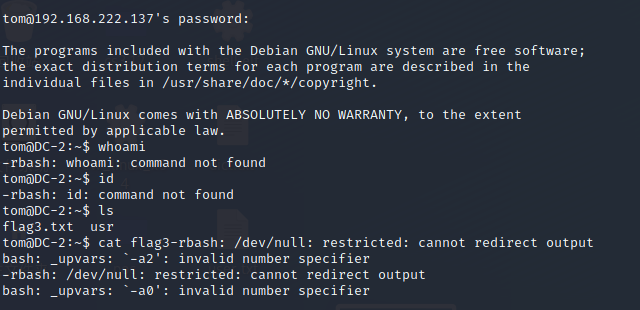 tom@192.168.222.137's password:
The programs included with the Debian GNU/Linux system are free software;
the exact distribution terms for each program are described in the
individual files in /usr/share/doc/*/copyright.
Debian GNU/Linux comes with ABSOLUTELY NO WARRANTY, to the extent
permitted by applicable law.
tom@DC-2:~$ whoami
-rbash: whoami: command not found
tom@DC-2:~$ id
-rbash: id: command not found
tom@DC-2:~$ ls
flag3.txt  usr
tom@DC-2:~$ cat flag3-rbash: /dev/null: restricted: cannot redirect output
bash: _upvars: `-a2': invalid number specifier
-rbash: /dev/null: restricted: cannot redirect output
bash: _upvars: `-a0': invalid number specifier